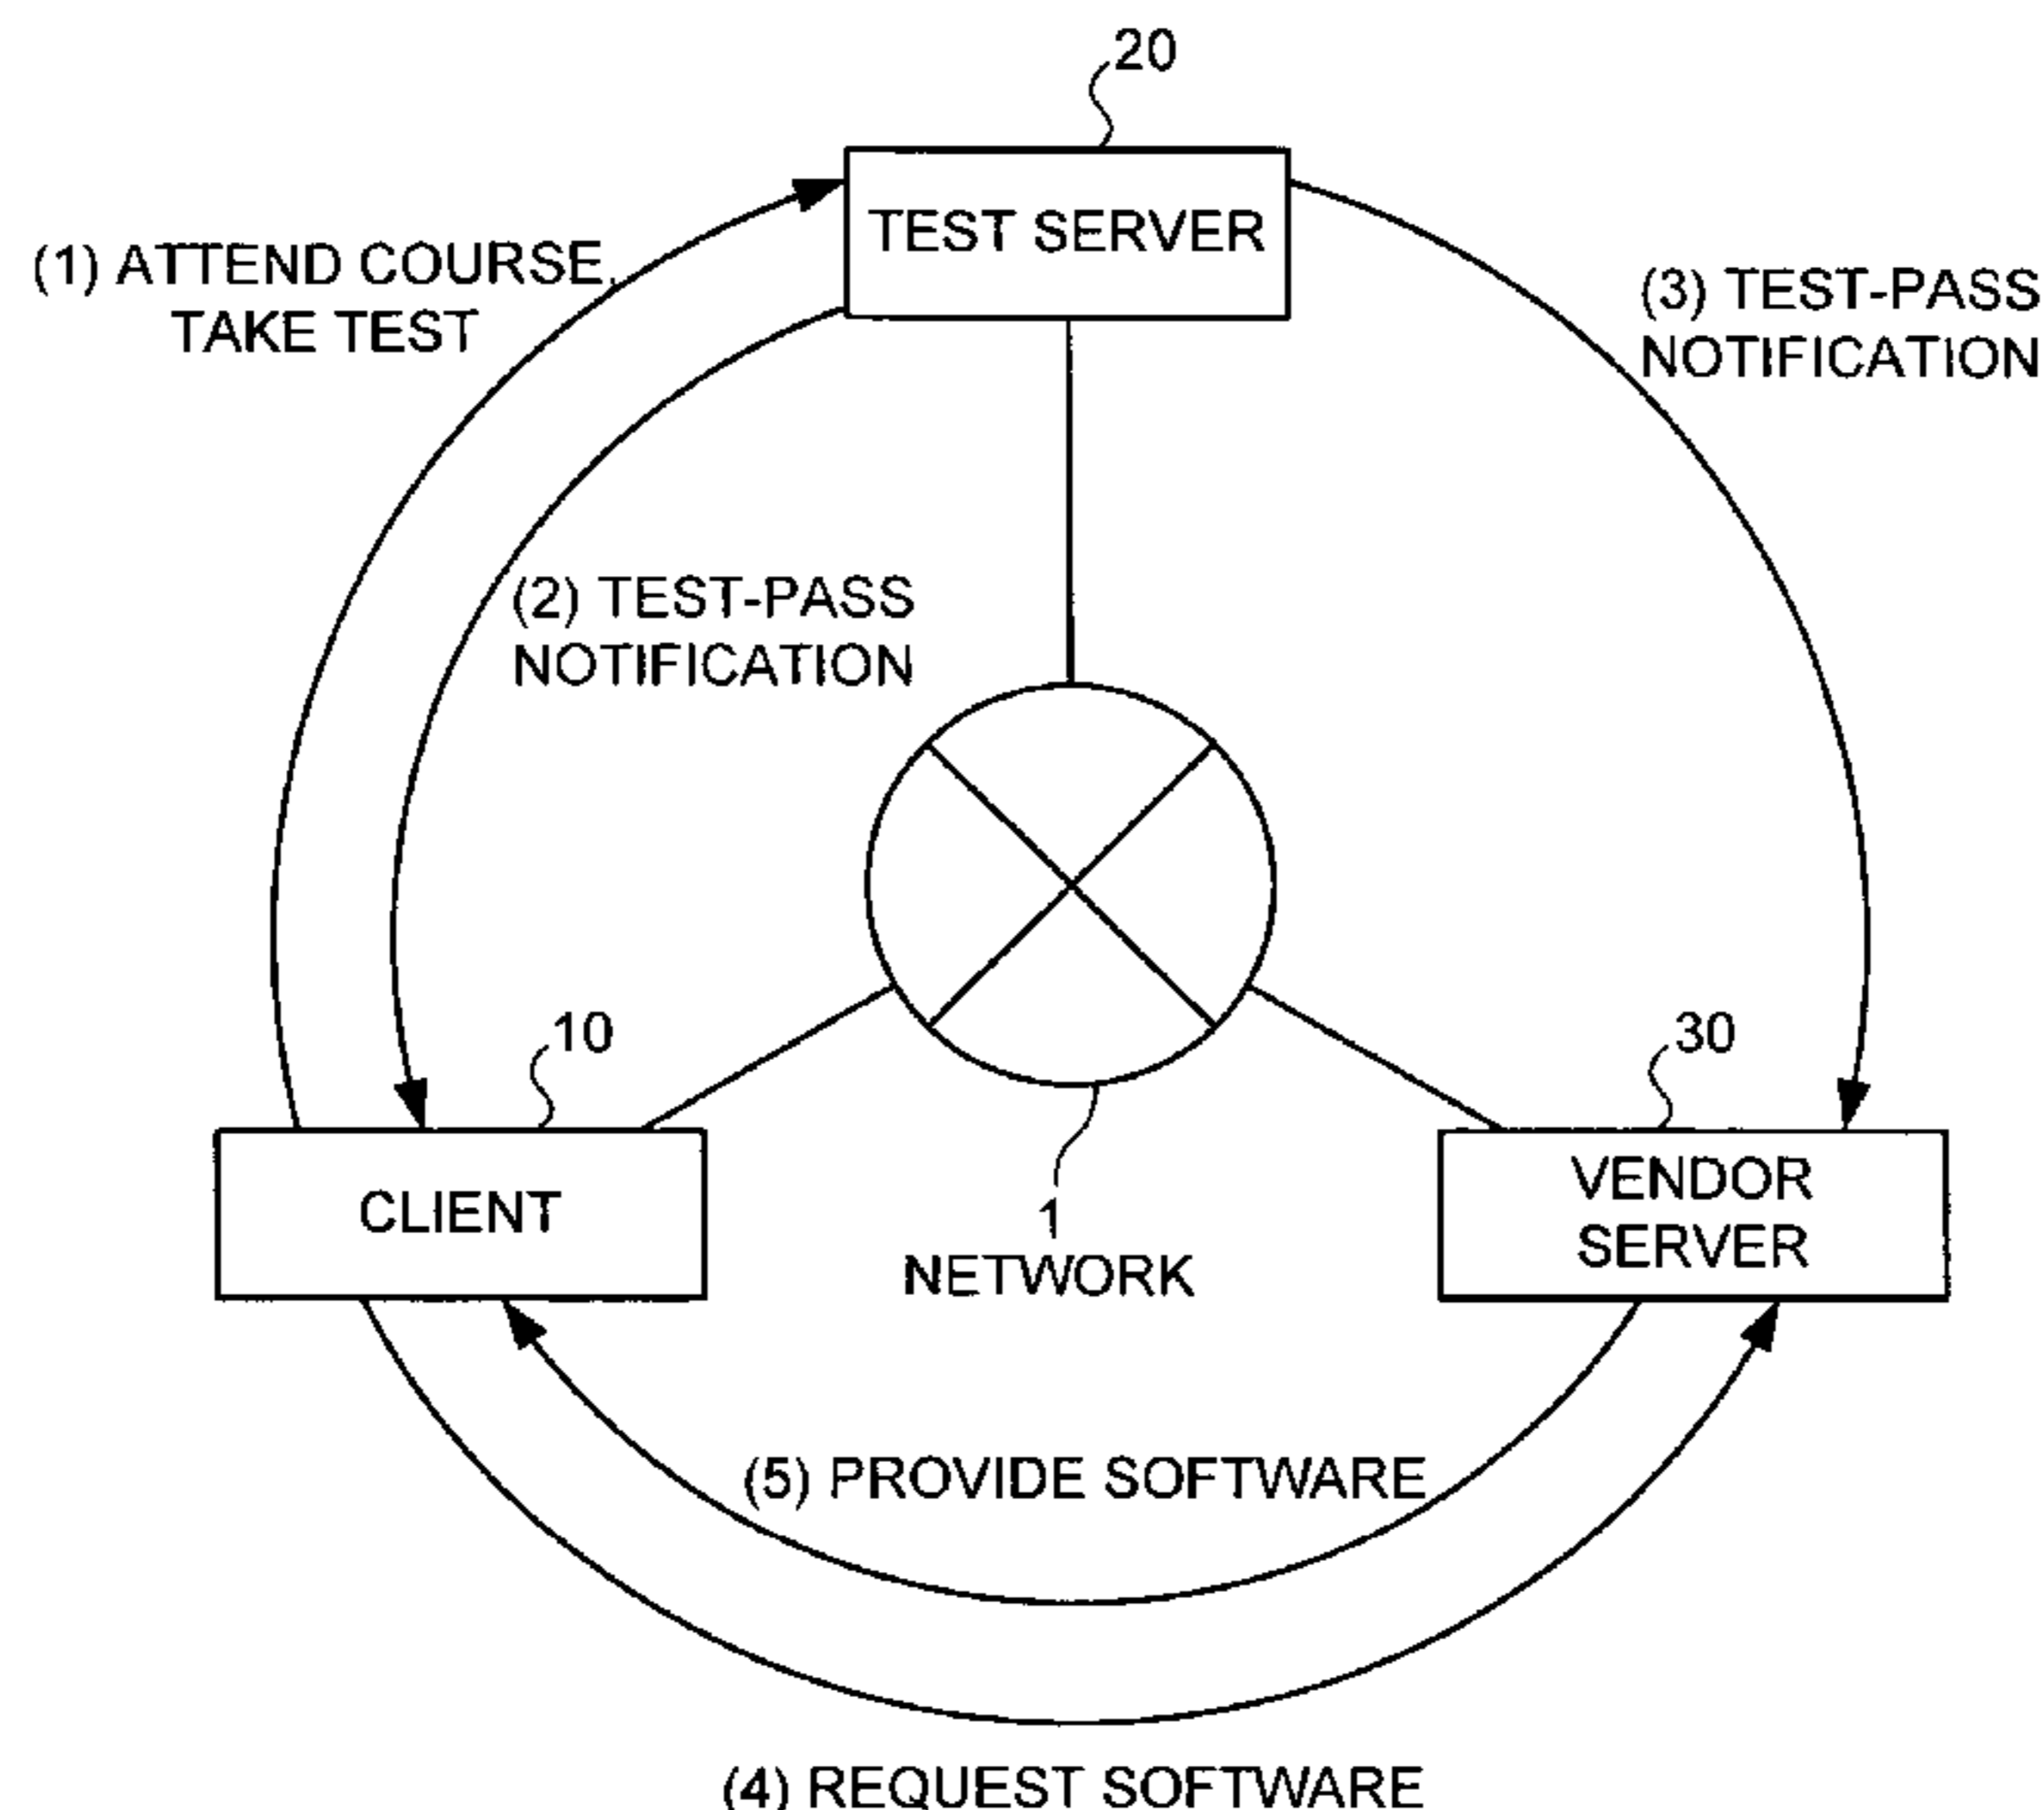 20
TEST SERVER
(1) ATTEND COURSE,
TAKE TEST
(3) TEST-PASS
NOTIFICATION
(2) TEST-PASS
NOTIFICATION
10
30
CLIENT
1
NETWORK
VENDOR
SERVER
(5) PROVIDE SOFTWARE
(4) REQUEST SOFTWARE